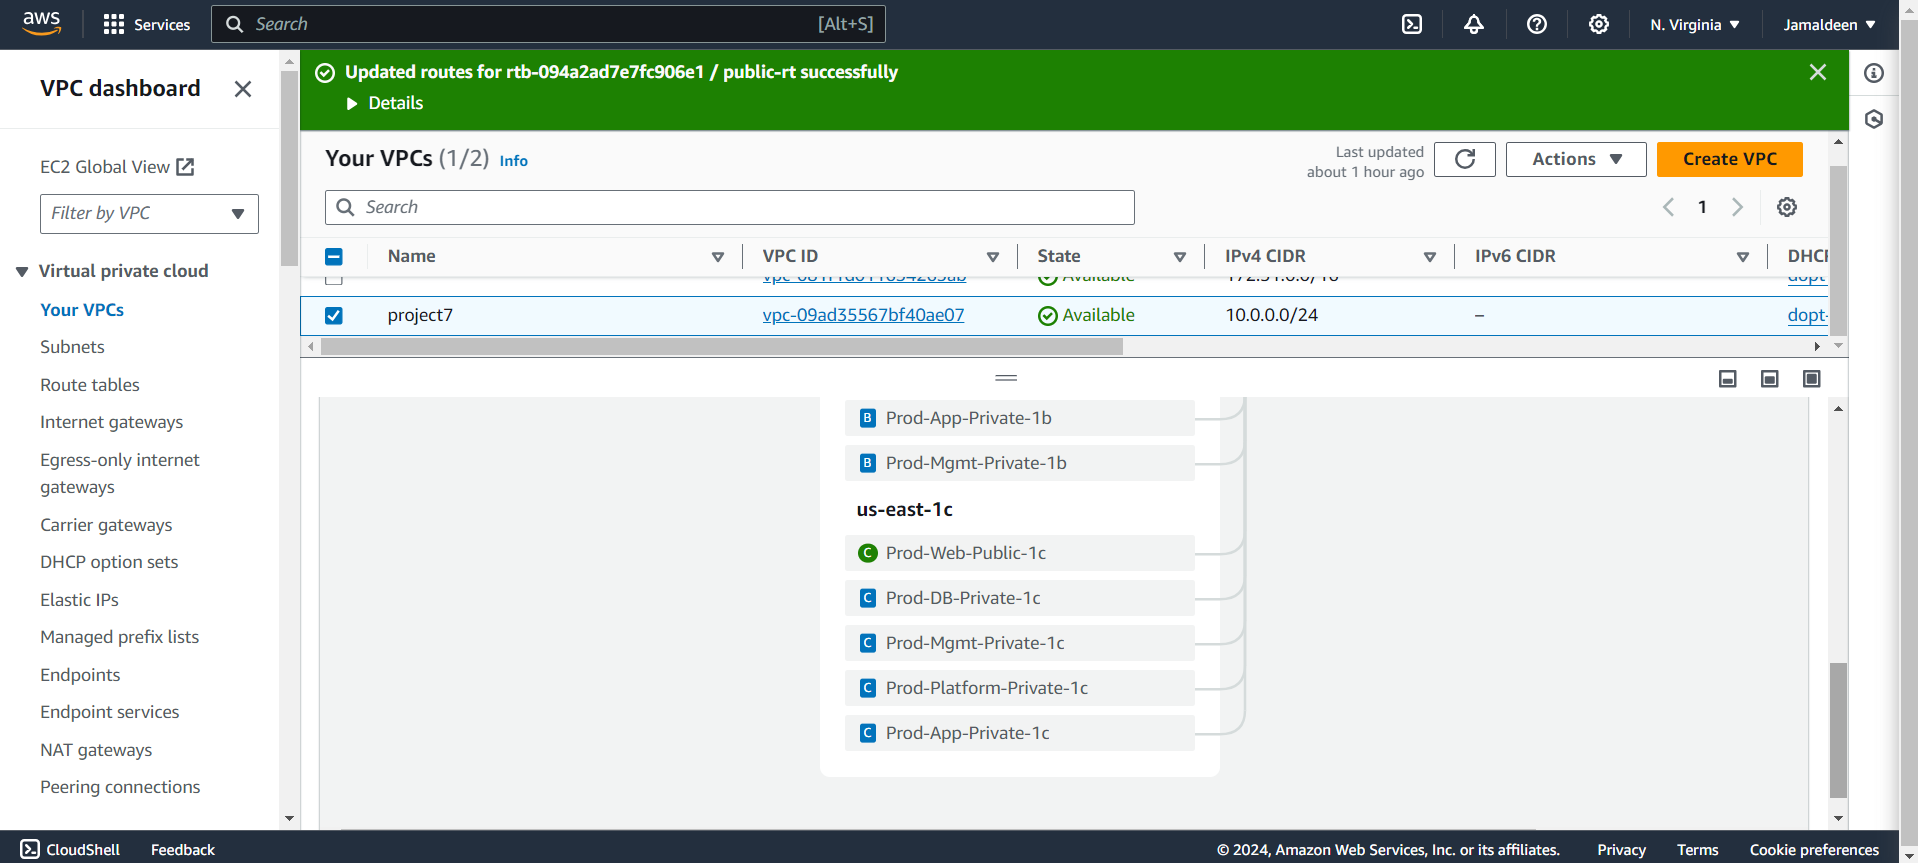 aws
Services
Search
[Alt+S]
N. Virginia
Jamaldeen
VPC dashboard
EC2 Global View
Filter by VPC
Virtual private cloud
Your VPCs
Subnets
Route tables
Internet gateways
Egress-only internet
gateways
Carrier gateways
DHCP option sets
Elastic IPs
Managed prefix lists
Endpoints
Endpoint services
NAT gateways
Peering connections
Updated routes for rtb-094a2ad7e7fc906e1 / public-rt successfully
Details
Your VPCs (1/2) Info
Last updated
about 1 hour ago
Actions
Create VPC
Search
1
Name VPC ID State IPv4 CIDR IPv6 CIDR DHCP
Available
project7 vpc-09ad35567bf40ae07 Available 10.0.0.0/24 – dopt-
B Prod-App-Private-1b
B Prod-Mgmt-Private-1b
us-east-1c
C Prod-Web-Public-1c
C Prod-DB-Private-1c
C Prod-Mgmt-Private-1c
C Prod-Platform-Private-1c
C Prod-App-Private-1c
CloudShell
Feedback
© 2024, Amazon Web Services, Inc. or its affiliates.
Privacy
Terms
Cookie preferences